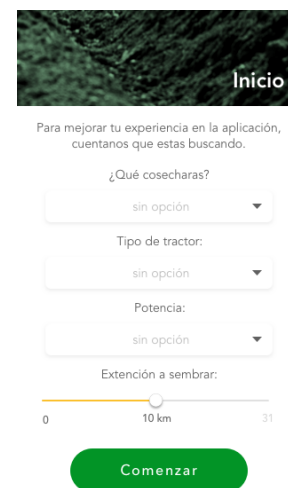 Inicio
Para mejorar tu experiencia en la aplicación,
cuentanos que estas buscando.
¿Qué cosecharas?
sin opción
Tipo de tractor:
sin opción
Potencia:
sin opción
Extención a sembrar:
0 10 km 31
Comenzar